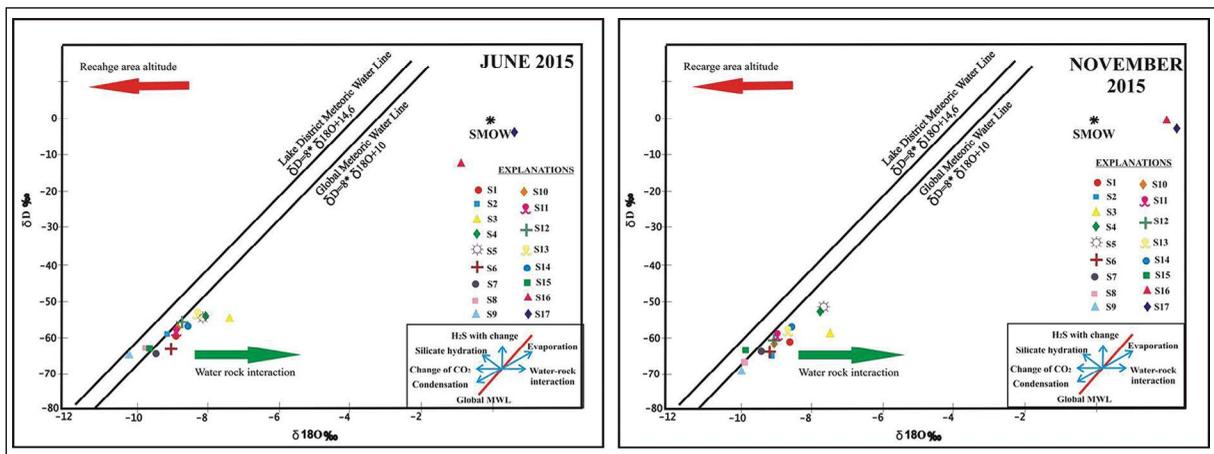 JUNE 2015
Recahge area altitude
Lake District Meteoric Water Line
δD=8* δ18O+14,6
Global Meteoric Water Line
δD=8* δ18O+10
SMOW
EXPLANATIONS
S1 S10
S2 S11
S3 S12
S4
S5 S13
S6 S14
S7 S15
S8 S16
S9 S17
0
-10
-20
-30
-40
-50
-60
-70
-80
δD‰
Water rock interaction
H₂S with change
Silicate hydration Evaporation
Change of CO₂ Water-rock
Condensation interaction
Global MWL
-12 -10 -8 -6 -4 -2
δ18O‰
NOVEMBER
2015
Recarge area altitude
Lake District Meteoric Water Line
δD=8* δ18O+14,6
Global Meteoric Water Line
δD=8* δ18O+10
SMOW
EXPLANATIONS
S1 S10
S2 S11
S3 S12
S4
S5 S13
S6 S14
S7 S15
S8 S16
S9 S17
0
-10
-20
-30
-40
-50
-60
-70
-80
δD‰
Water rock interaction
H₂S with change
Silicate hydration Evaporation
Change of CO₂ Water-rock
Condensation interaction
Global MWL
-12 -10 -8 -6 -4 -2
δ18O‰